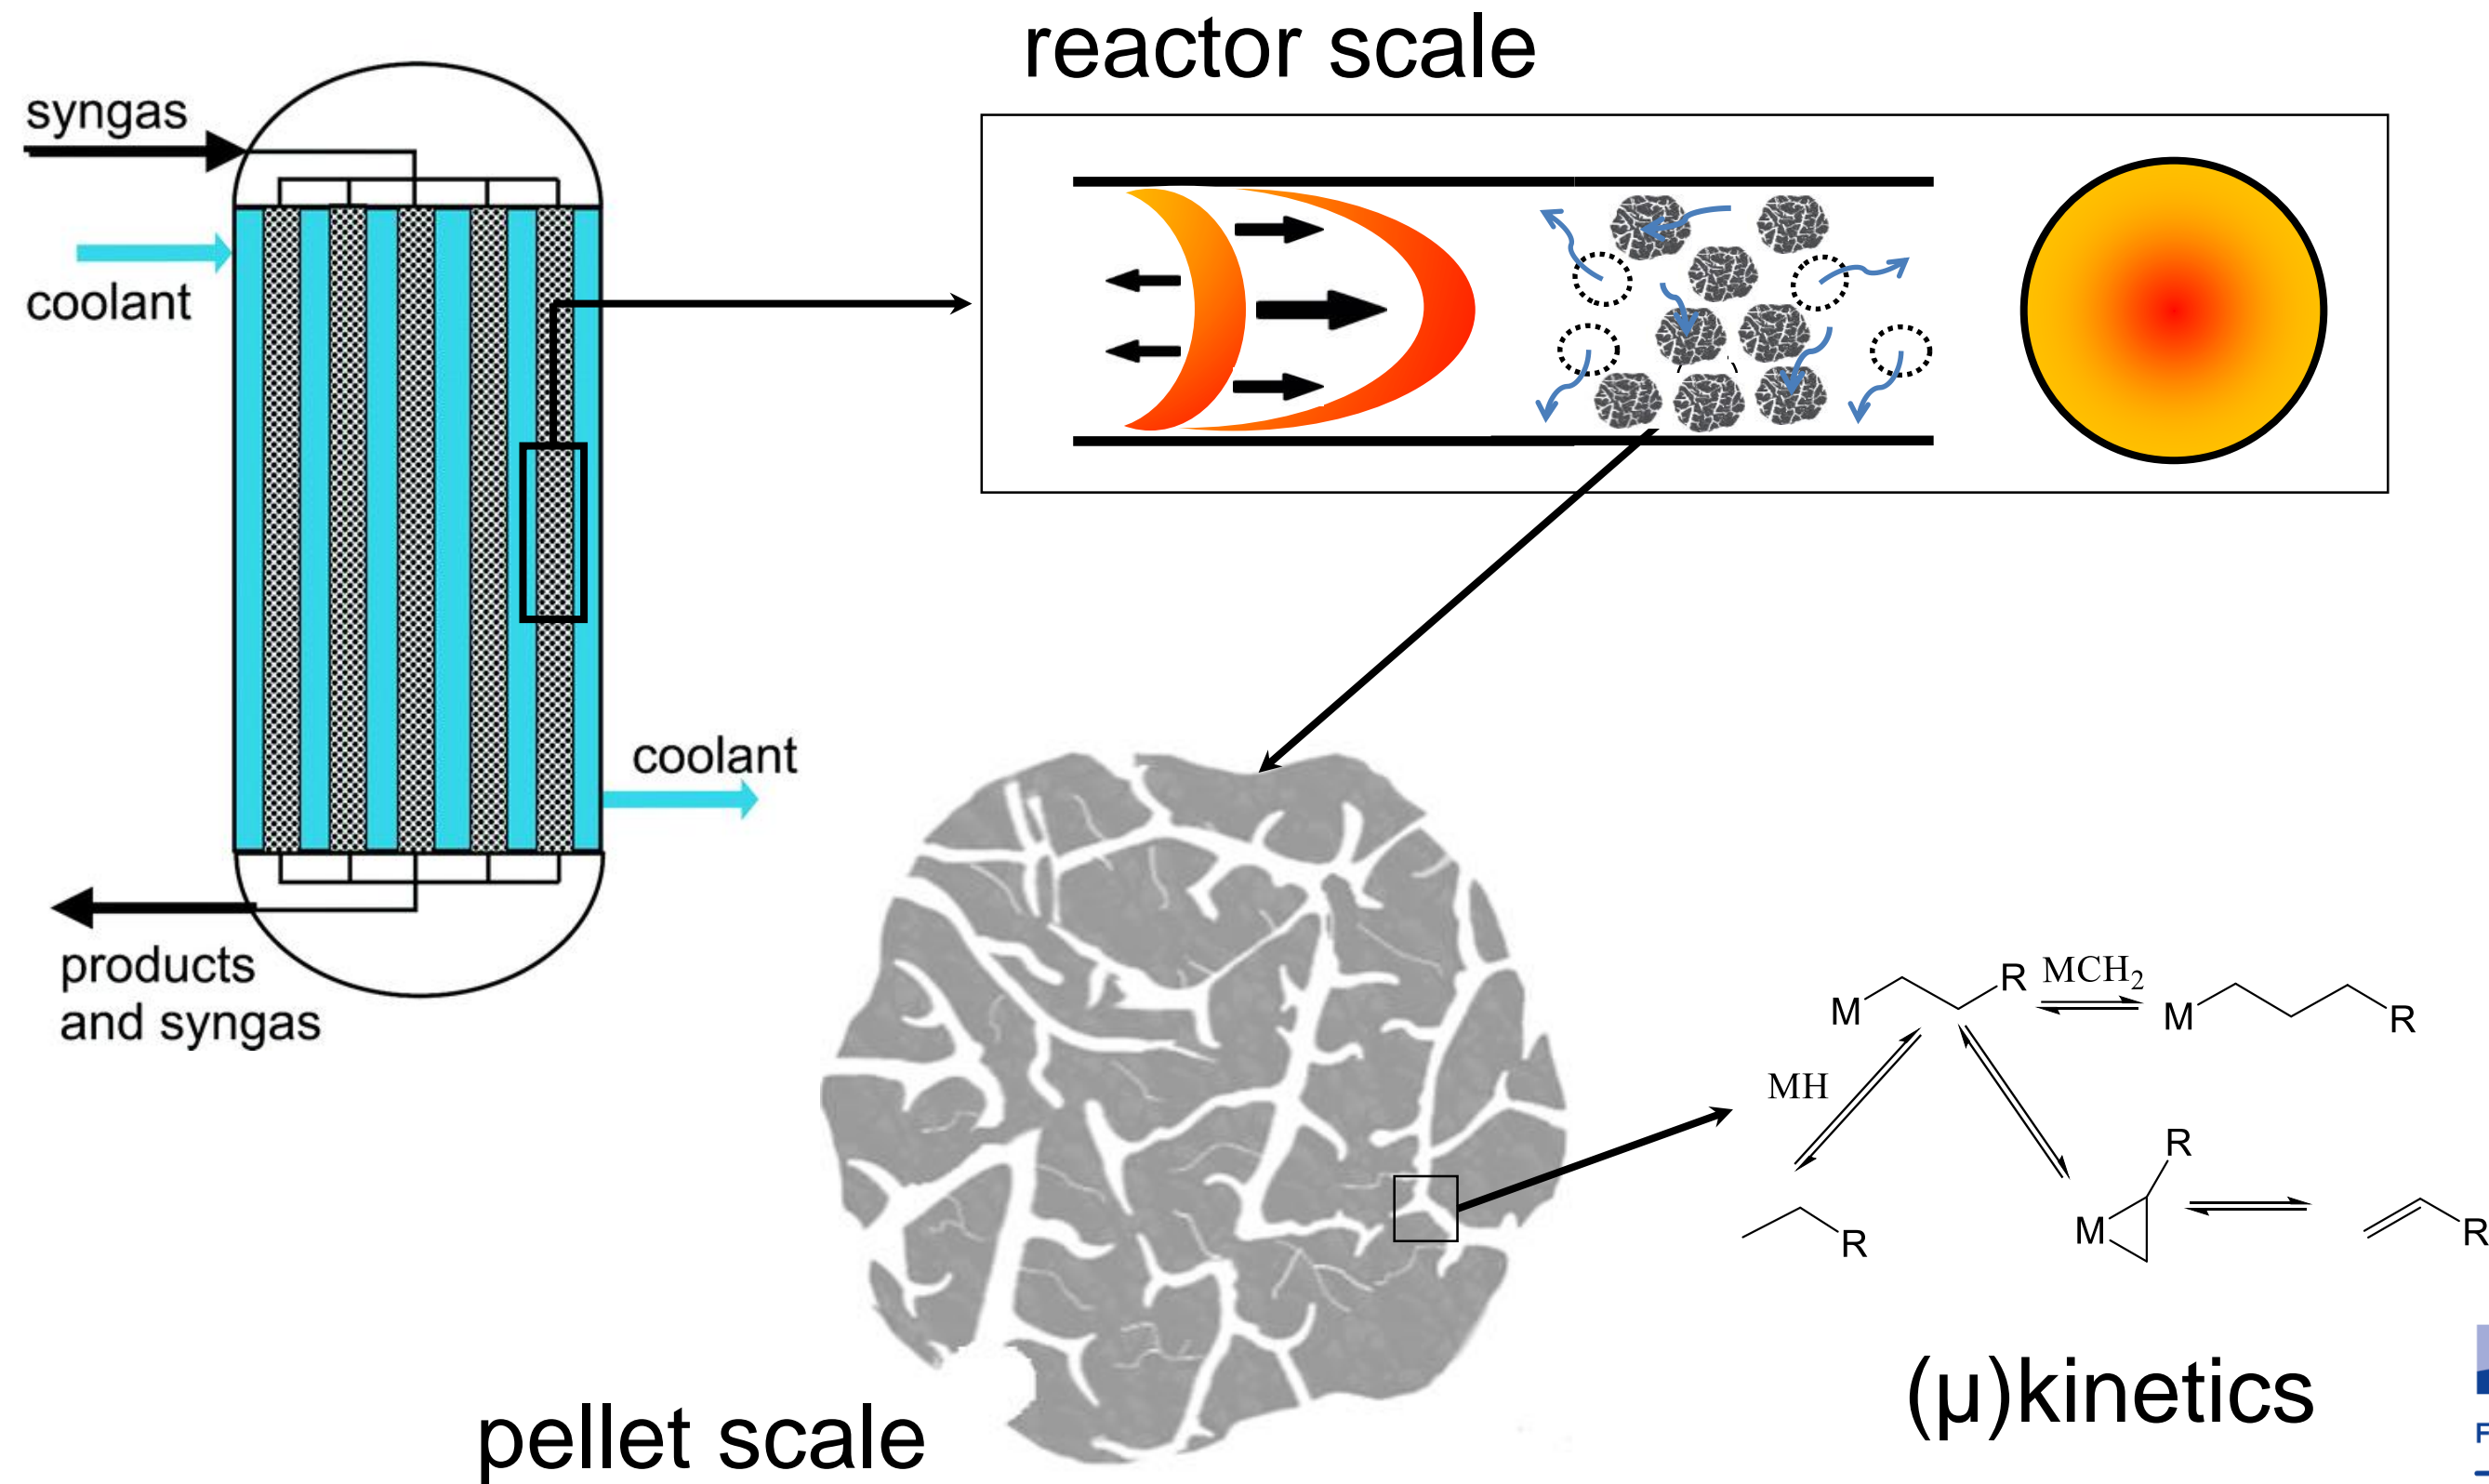 reactor scale
syngas
coolant
coolant
products
and syngas
R
MCH₂
M
M
R
MH
R
M
R
R
(μ)kinetics
pellet scale
F